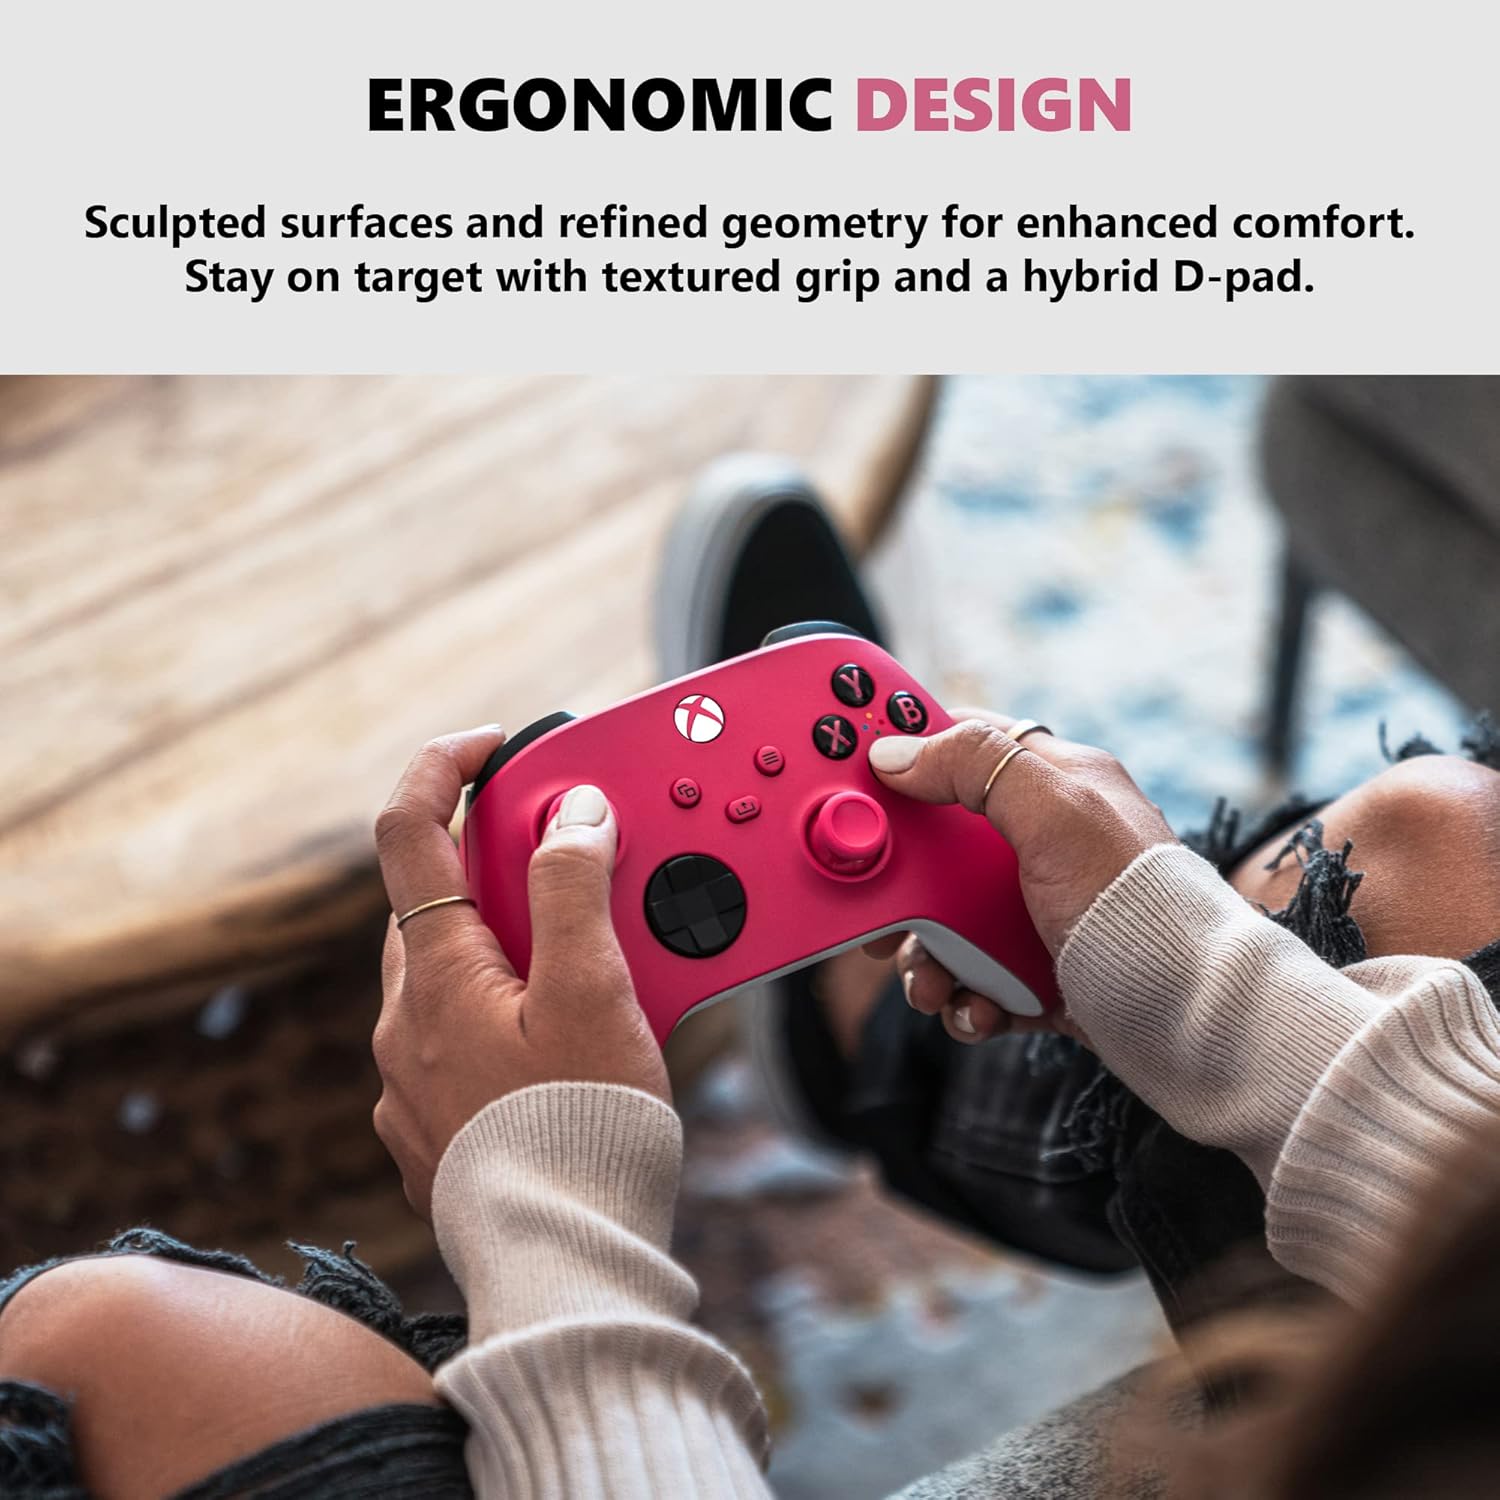 ERGONOMIC DESIGN
Sculpted surfaces and refined geometry for enhanced comfort.
Stay on target with textured grip and a hybrid D-pad.
Y
B
X